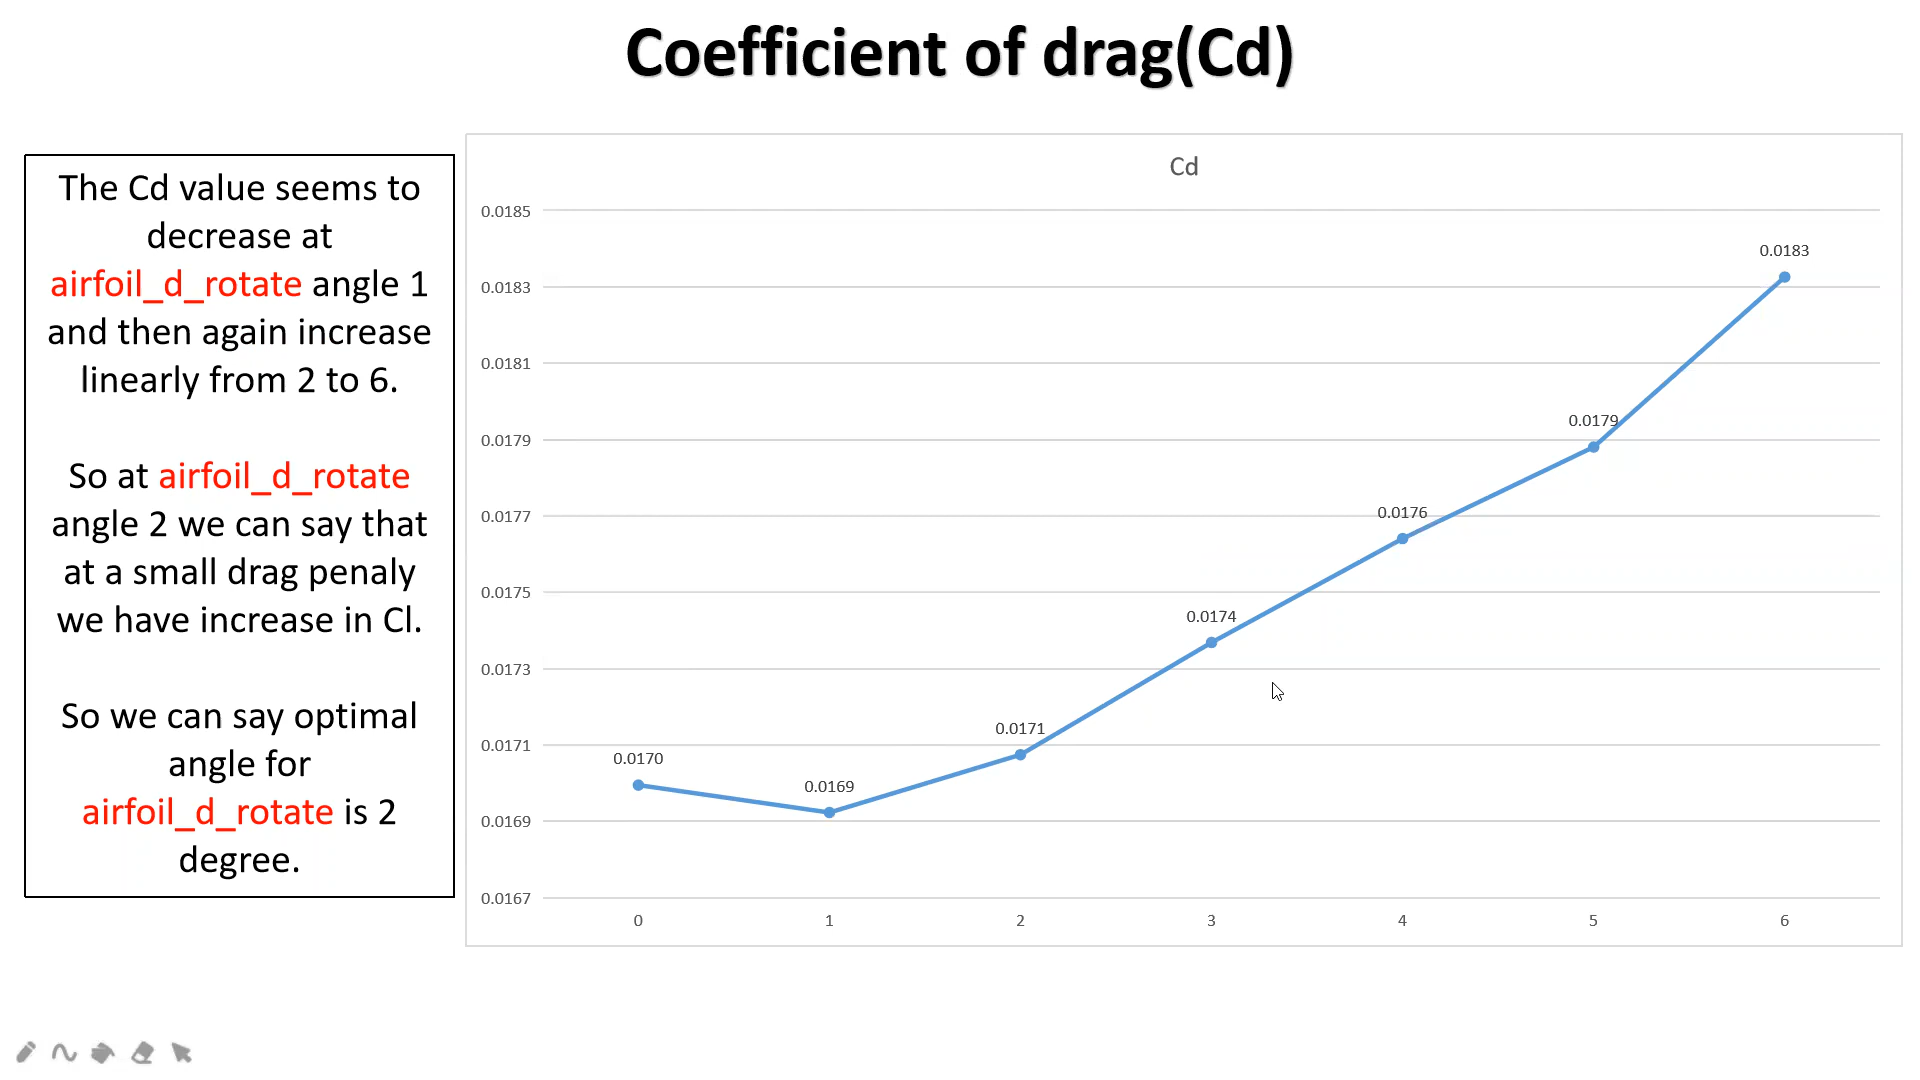 Coefficient of drag(Cd)
The Cd value seems to
decrease at
airfoil_d_rotate angle 1
and then again increase
linearly from 2 to 6.
So at airfoil_d_rotate
angle 2 we can say that
at a small drag penaly
we have increase in Cl.
So we can say optimal
angle for
airfoil_d_rotate is 2
degree.
Cd
0.0185
0.0183
0.0181
0.0179
0.0177
0.0175
0.0173
0.0171
0.0169
0.0167
0.0170
0.0169
0.0171
0.0174
0.0176
0.0179
0.0183
0 1 2 3 4 5 6